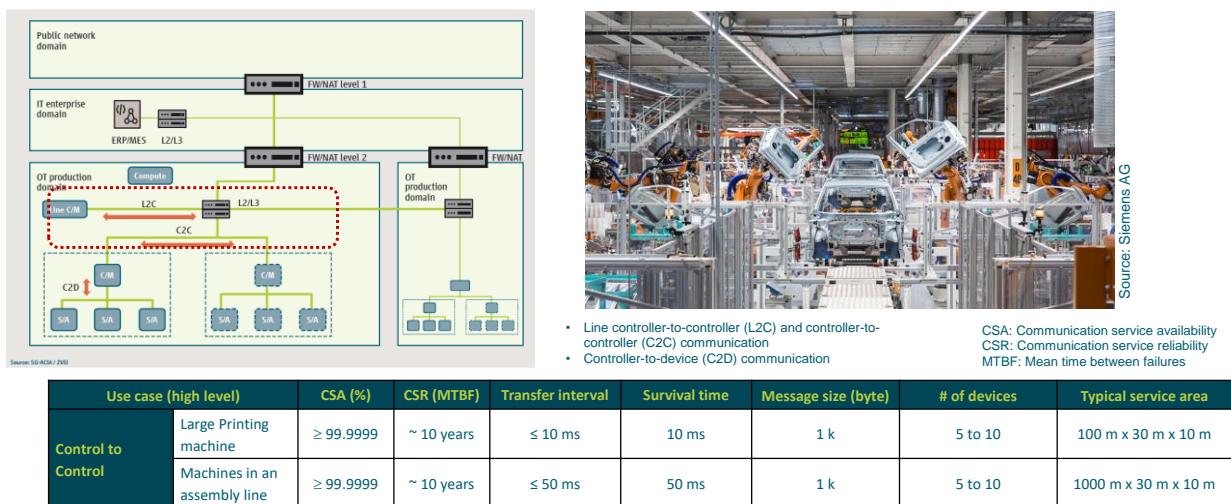 Public network
domain
FW/NAT level 1
IT enterprise
domain
ERP/MES
L2/L3
FW/NAT level 2
FW/NAT
OT production
domain
Compute
OT
production
domain
Line C/M
L2C
L2/L3
C2C
C/M
C/M
C2D
S/A
S/A
S/A
S/A
S/A
S/A
Source: 5G-ACIA / ZVEI
Source: Siemens AG
• Line controller-to-controller (L2C) and controller-to-
controller (C2C) communication
• Controller-to-device (C2D) communication
CSA: Communication service availability
CSR: Communication service reliability
MTBF: Mean time between failures
Use case (high level) CSA (%) CSR (MTBF) Transfer interval Survival time Message size (byte) # of devices Typical service area
Control to
Control
Large Printing
machine
≥ 99.9999 ~ 10 years ≤ 10 ms 10 ms 1 k 5 to 10 100 m x 30 m x 10 m
Machines in an
assembly line
≥ 99.9999 ~ 10 years ≤ 50 ms 50 ms 1 k 5 to 10 1000 m x 30 m x 10 m